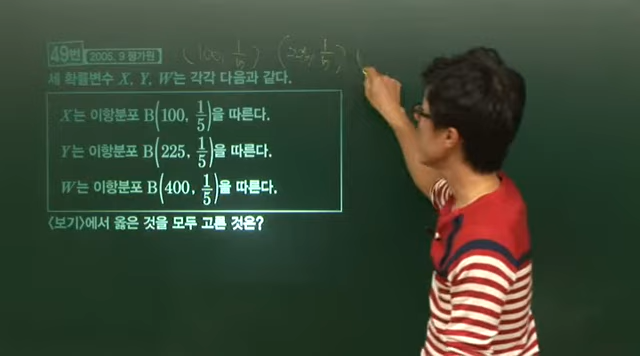 49번 2005. 9 평가원 (100, 1/5) (225, 1/5) (
세 확률변수 X, Y, W는 각각 다음과 같다.
X는 이항분포 B(100, 1/5)을 따른다.
Y는 이항분포 B(225, 1/5)을 따른다.
W는 이항분포 B(400, 1/5)을 따른다.
〈보기〉에서 옳은 것을 모두 고른 것은?